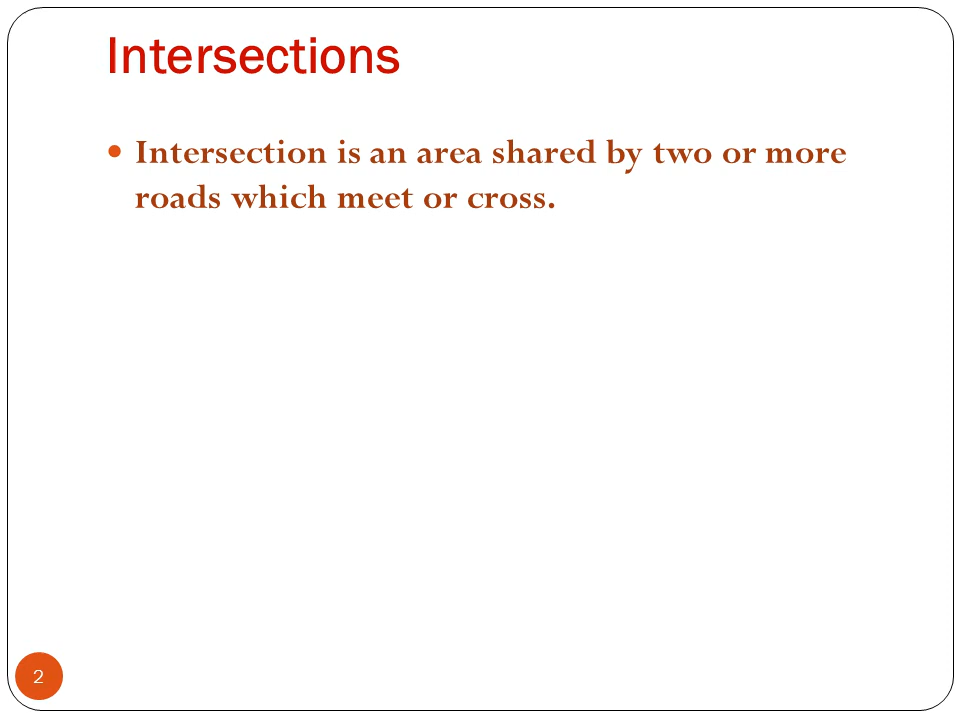 Intersections
Intersection is an area shared by two or more
roads which meet or cross.
2